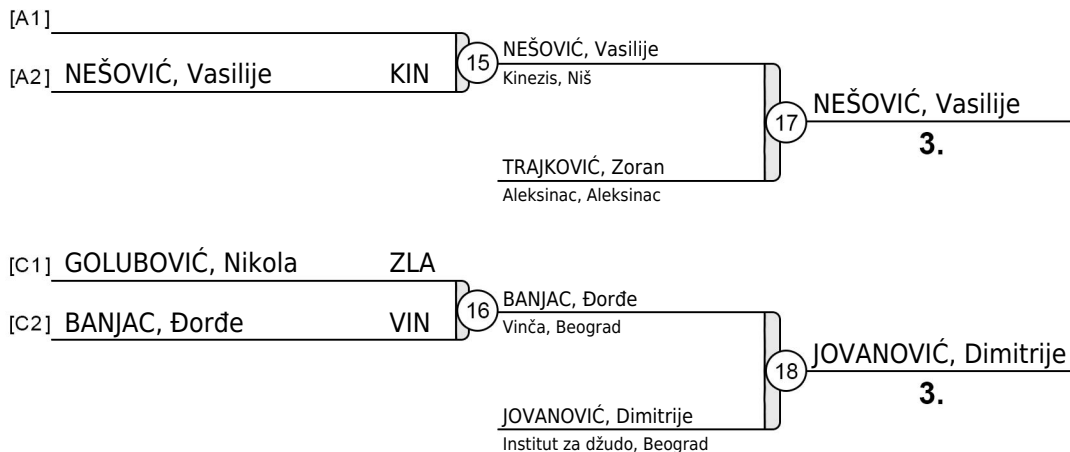 [A1]
[A2] NEŠOVIĆ, Vasilije KIN
15
NEŠOVIĆ, Vasilije
Kinezis, Niš
17
NEŠOVIĆ, Vasilije
3.
TRAJKOVIĆ, Zoran
Aleksinac, Aleksinac
[C1] GOLUBOVIĆ, Nikola ZLA
[C2] BANJAC, Đorđe VIN
16
BANJAC, Đorđe
Vinča, Beograd
18
JOVANOVIĆ, Dimitrije
3.
JOVANOVIĆ, Dimitrije
Institut za džudo, Beograd